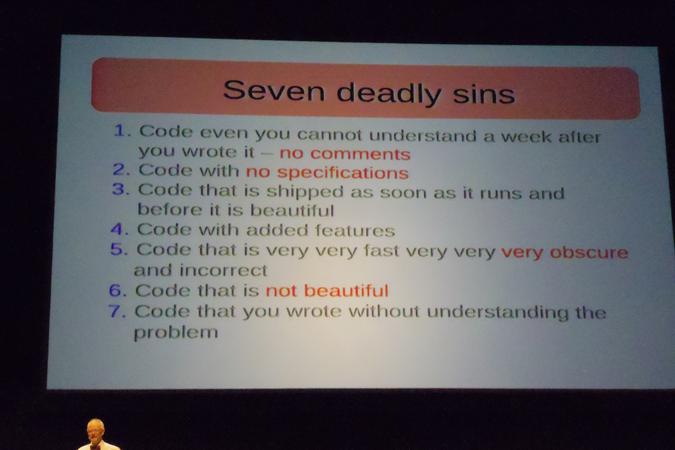 Seven deadly sins
1. Code even you cannot understand a week after
you wrote it – no comments
2. Code with no specifications
3. Code that is shipped as soon as it runs and
before it is beautiful
4. Code with added features
5. Code that is very very fast very very very obscure
and incorrect
6. Code that is not beautiful
7. Code that you wrote without understanding the
problem